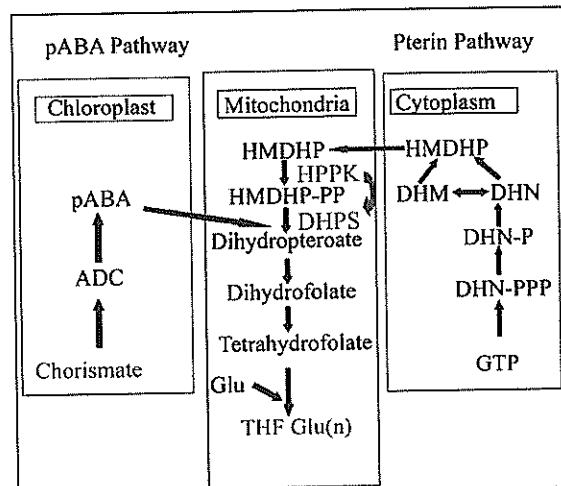 pABA Pathway
Pterin Pathway
Chloroplast
pABA
ADC
Chorismate
Mitochondria
HMDHP
HPPK
HMDHP-PP
DHPS
Dihydropteroate
Dihydrofolate
Tetrahydrofolate
Glu
THF Glu(n)
Cytoplasm
HMDHP
DHM
DHN
DHN-P
DHN-PPP
GTP